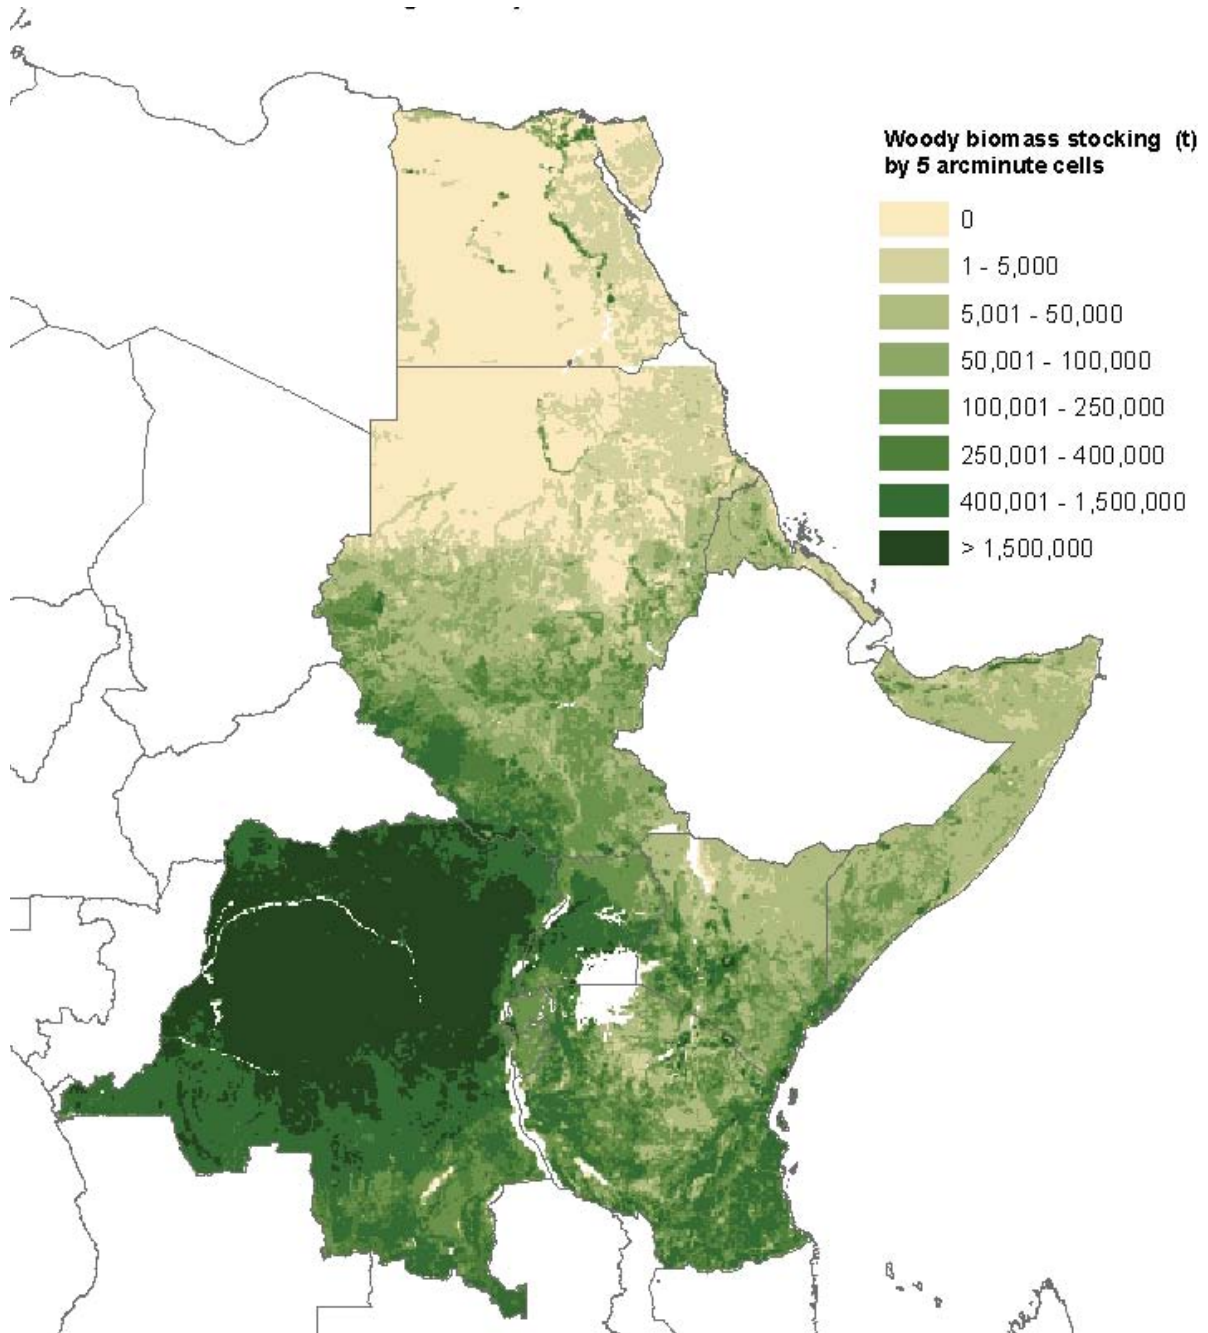 Woody biomass stocking (t)
by 5 arcminute cells
0
1 - 5,000
5,001 - 50,000
50,001 - 100,000
100,001 - 250,000
250,001 - 400,000
400,001 - 1,500,000
> 1,500,000